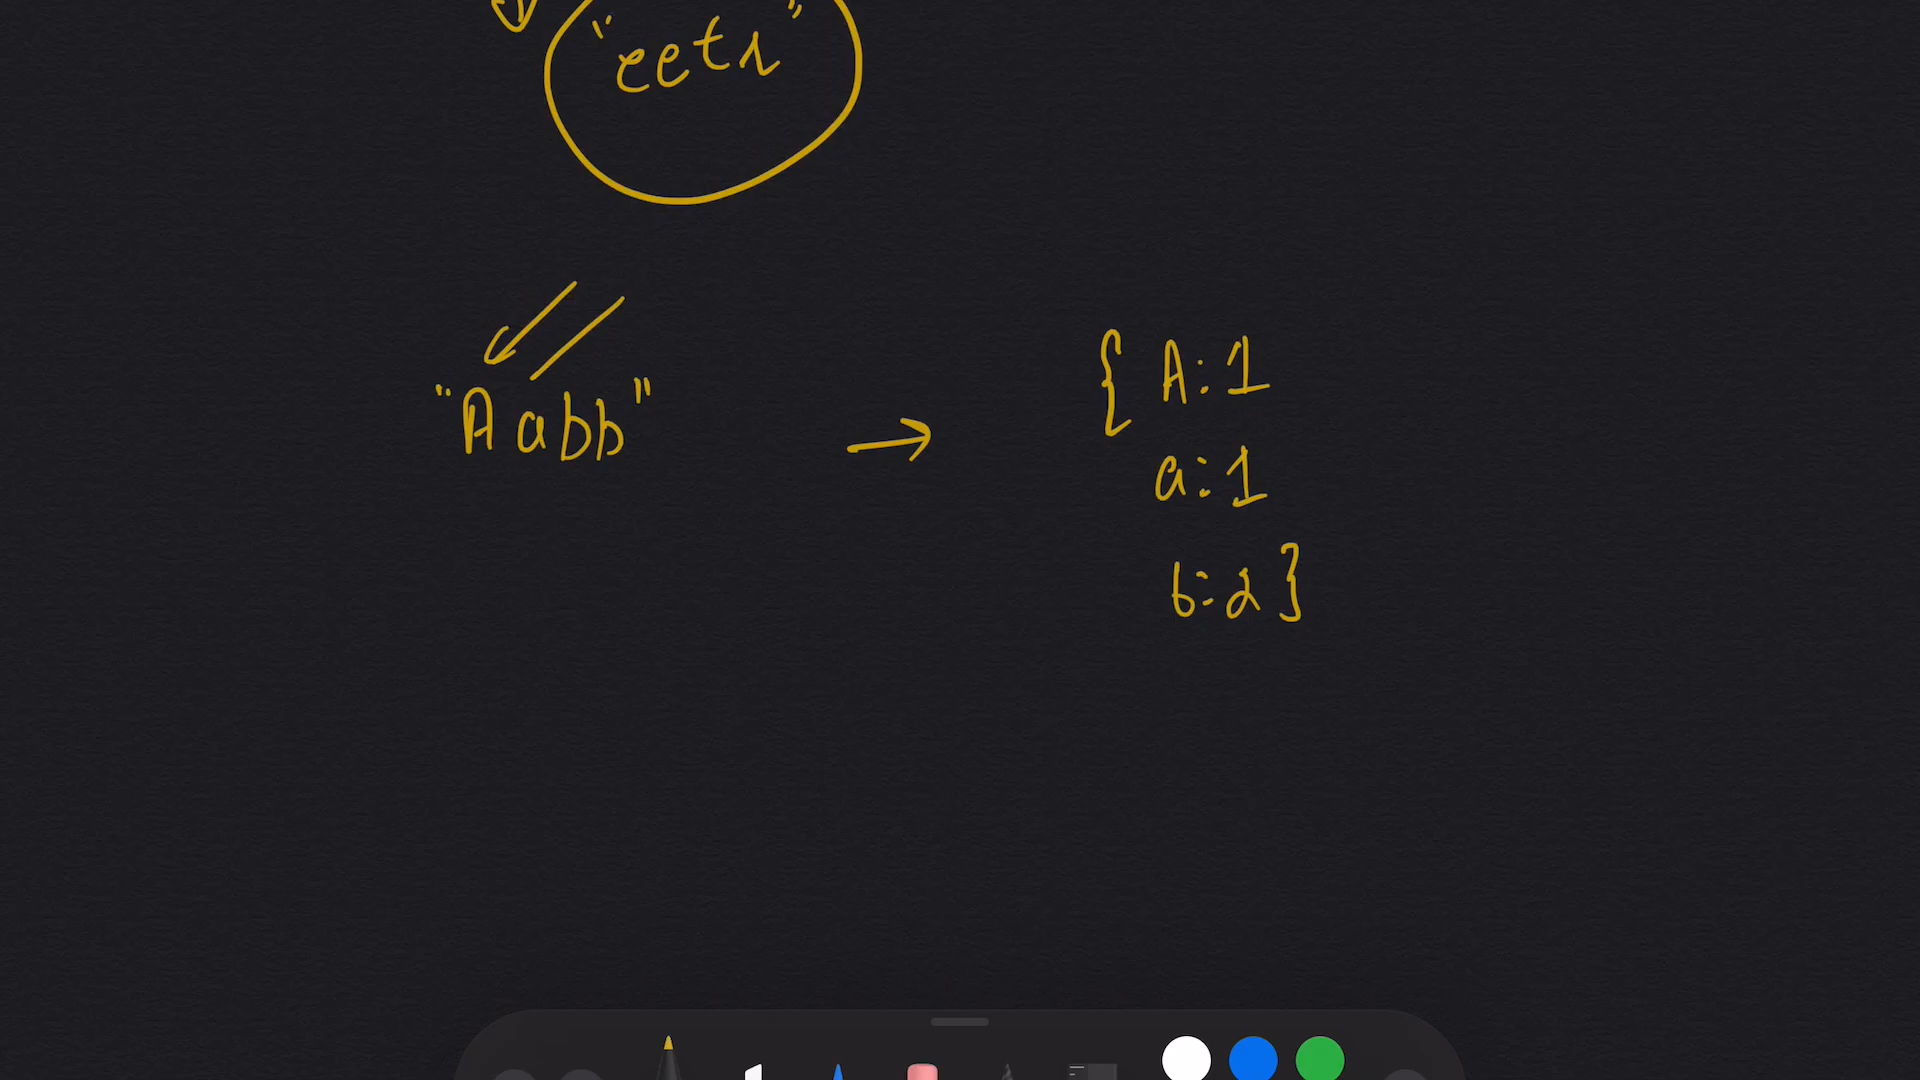 "eetr"
"Aabb" → { A:1
a:1
b:2 }